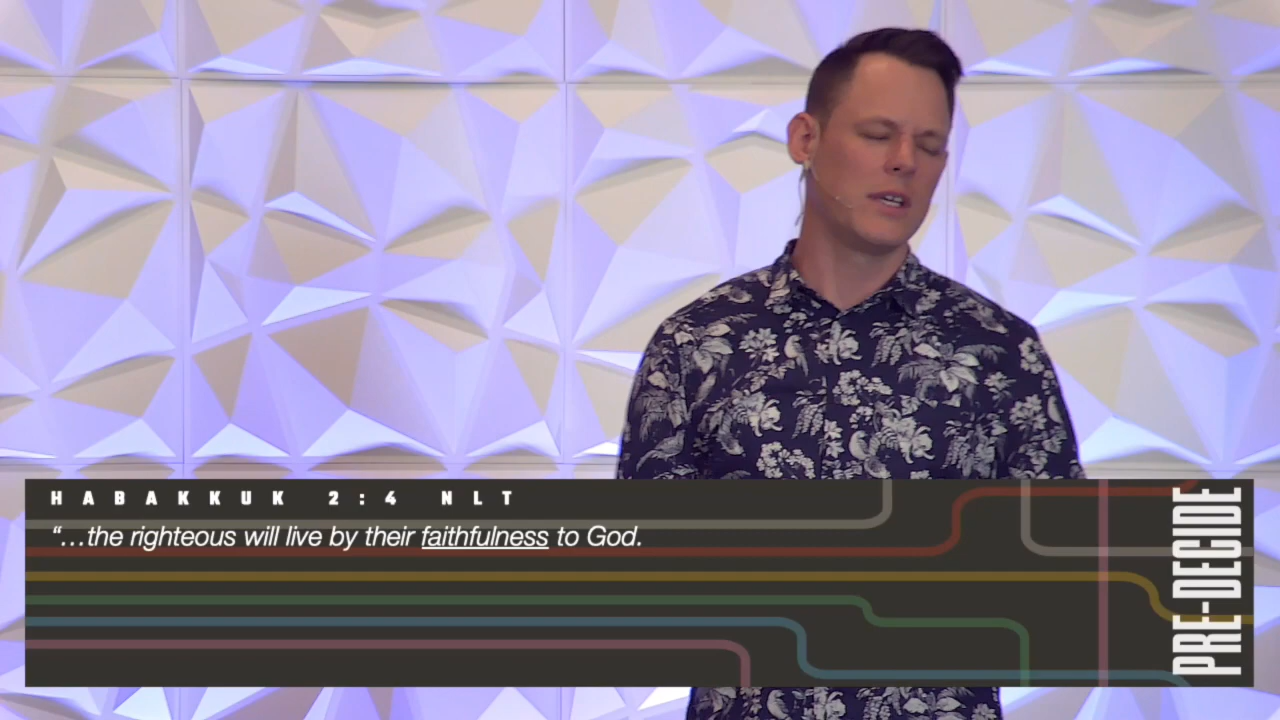 HABAKKUK 2:4 NLT
“…the righteous will live by their faithfulness to God.
PRE-DECIDE